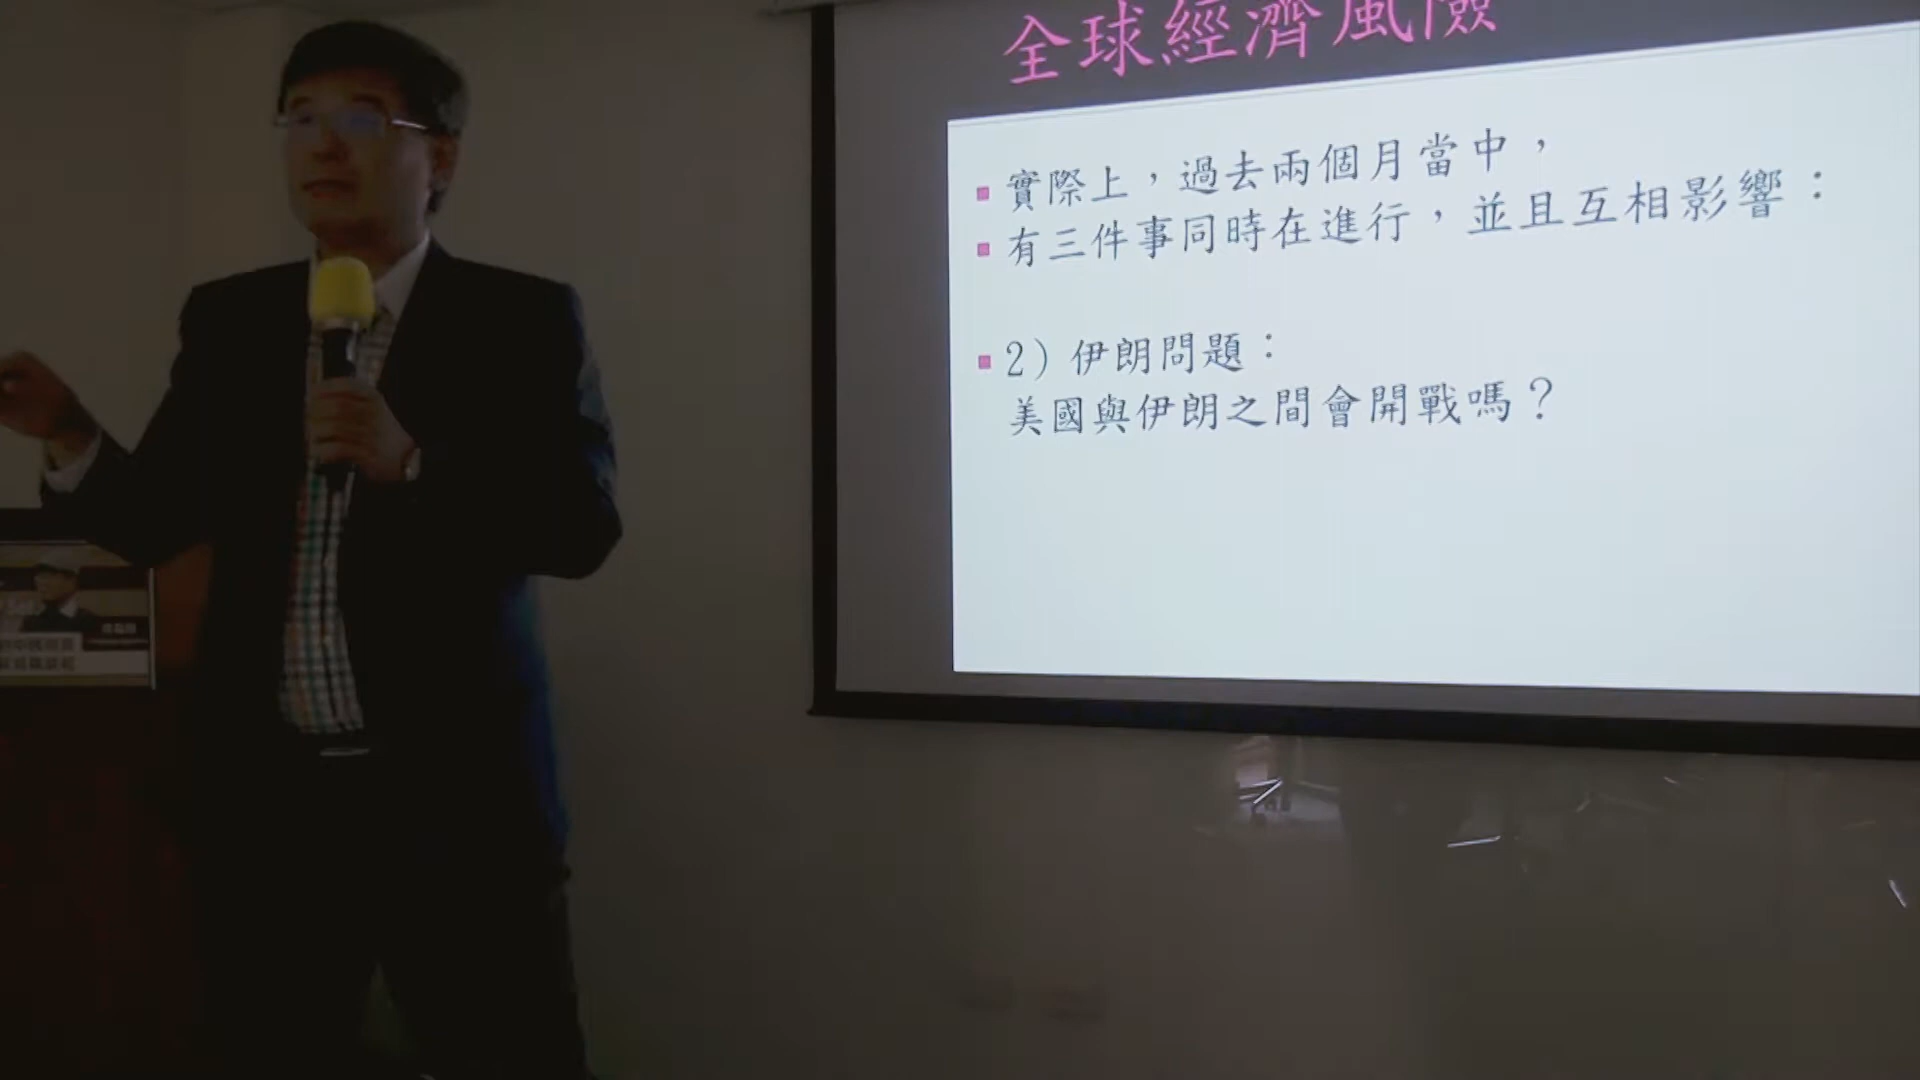 全球經濟風險
實際上，過去兩個月當中，
有三件事同時在進行，並且互相影響：
2）伊朗問題：
美國與伊朗之間會開戰嗎？